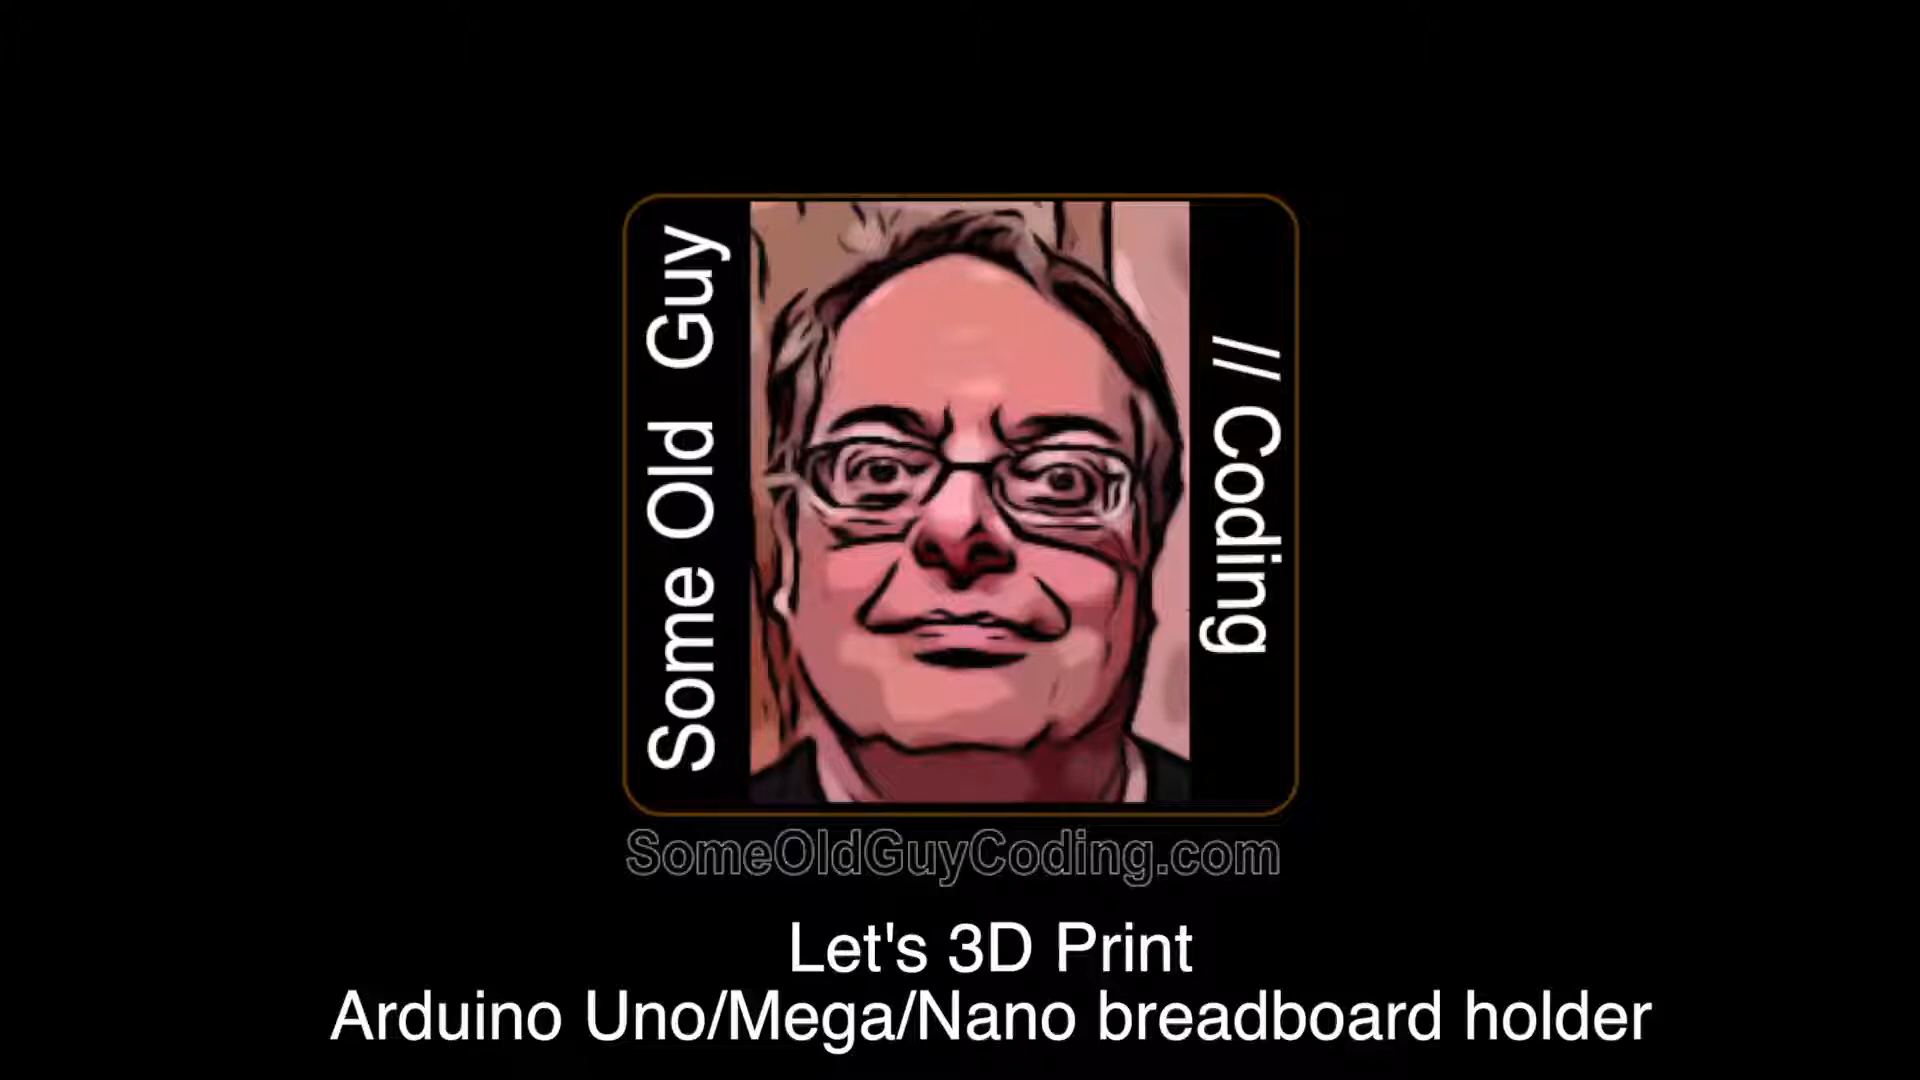 Some Old Guy
// Coding
SomeOldGuyCoding.com
Let's 3D Print
Arduino Uno/Mega/Nano breadboard holder